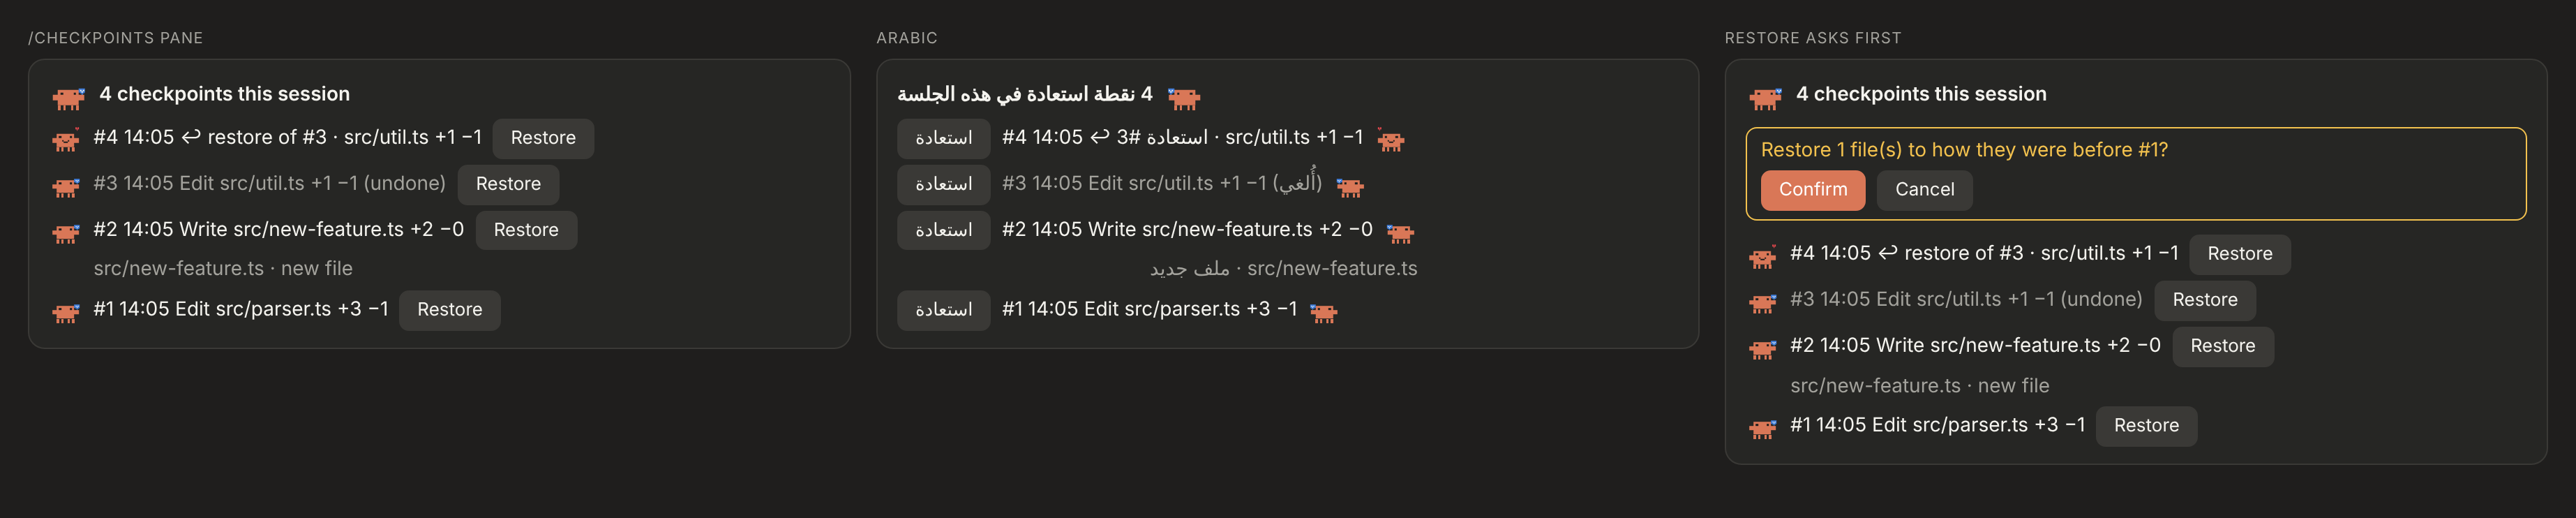 /CHECKPOINTS PANE
4 checkpoints this session
#4 14:05 ↩ restore of #3 · src/util.ts +1 −1 Restore
#3 14:05 Edit src/util.ts +1 −1 (undone) Restore
#2 14:05 Write src/new-feature.ts +2 −0 Restore
src/new-feature.ts · new file
#1 14:05 Edit src/parser.ts +3 −1 Restore
ARABIC
4 نقطة استعادة في هذه الجلسة
#4 14:05 ↩ استعادة #3 · src/util.ts +1 −1 استعادة
#3 14:05 Edit src/util.ts +1 −1 (أُلغي) استعادة
#2 14:05 Write src/new-feature.ts +2 −0 استعادة
src/new-feature.ts · ملف جديد
#1 14:05 Edit src/parser.ts +3 −1 استعادة
RESTORE ASKS FIRST
4 checkpoints this session
Restore 1 file(s) to how they were before #1?
Confirm Cancel
#4 14:05 ↩ restore of #3 · src/util.ts +1 −1 Restore
#3 14:05 Edit src/util.ts +1 −1 (undone) Restore
#2 14:05 Write src/new-feature.ts +2 −0 Restore
src/new-feature.ts · new file
#1 14:05 Edit src/parser.ts +3 −1 Restore